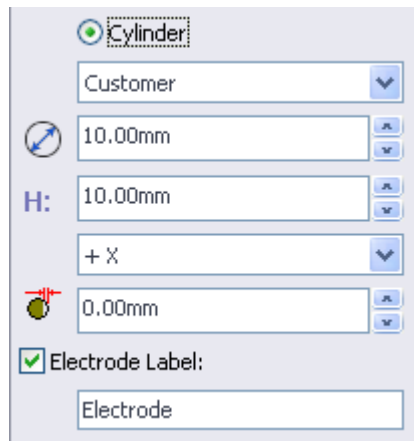 Cylinder
Customer
10.00mm
H: 10.00mm
+ X
0.00mm
Electrode Label:
Electrode